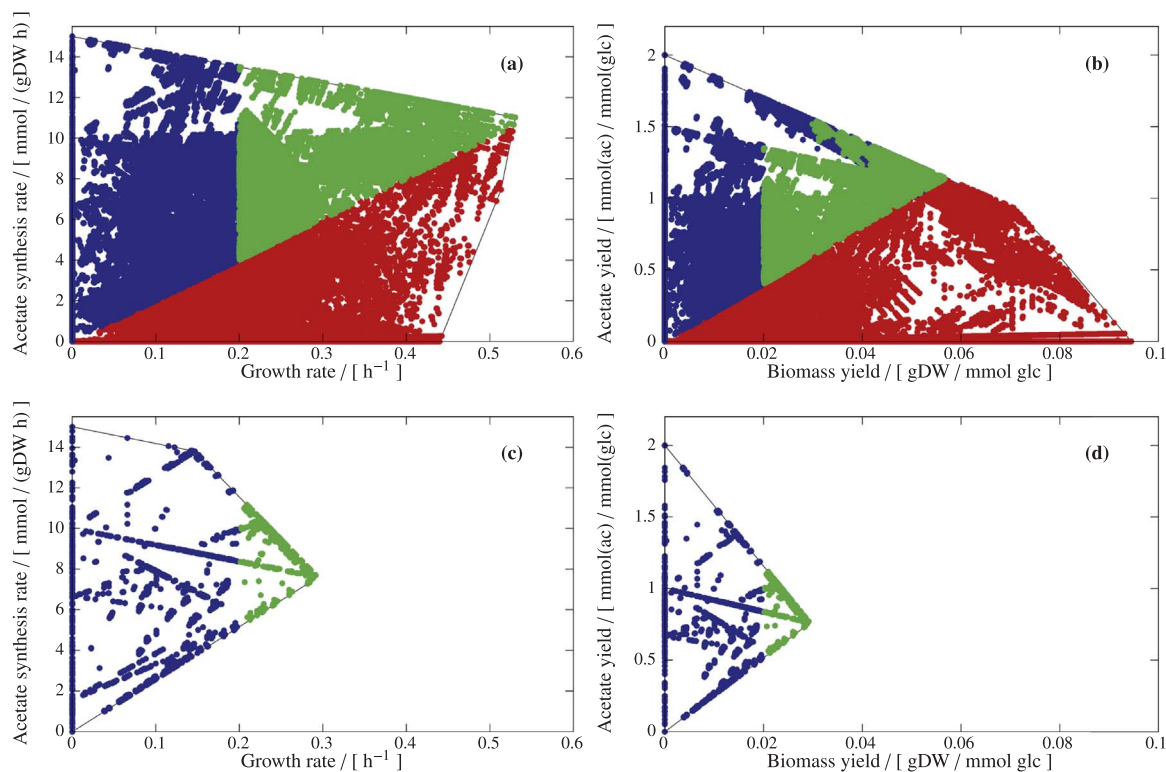 (a)
Acetate synthesis rate / [ mmol / (gDW h) ]
14
12
10
8
6
4
2
0
0 0.1 0.2 0.3 0.4 0.5 0.6
Growth rate / [ h⁻¹ ]
(b)
Acetate yield / [ mmol(ac) / mmol(glc) ]
2
1.5
1
0.5
0
0 0.02 0.04 0.06 0.08 0.1
Biomass yield / [ gDW / mmol glc ]
(c)
Acetate synthesis rate / [ mmol / (gDW h) ]
14
12
10
8
6
4
2
0
0 0.1 0.2 0.3 0.4 0.5 0.6
Growth rate / [ h⁻¹ ]
(d)
Acetate yield / [ mmol(ac) / mmol(glc) ]
2
1.5
1
0.5
0
0 0.02 0.04 0.06 0.08 0.1
Biomass yield / [ gDW / mmol glc ]